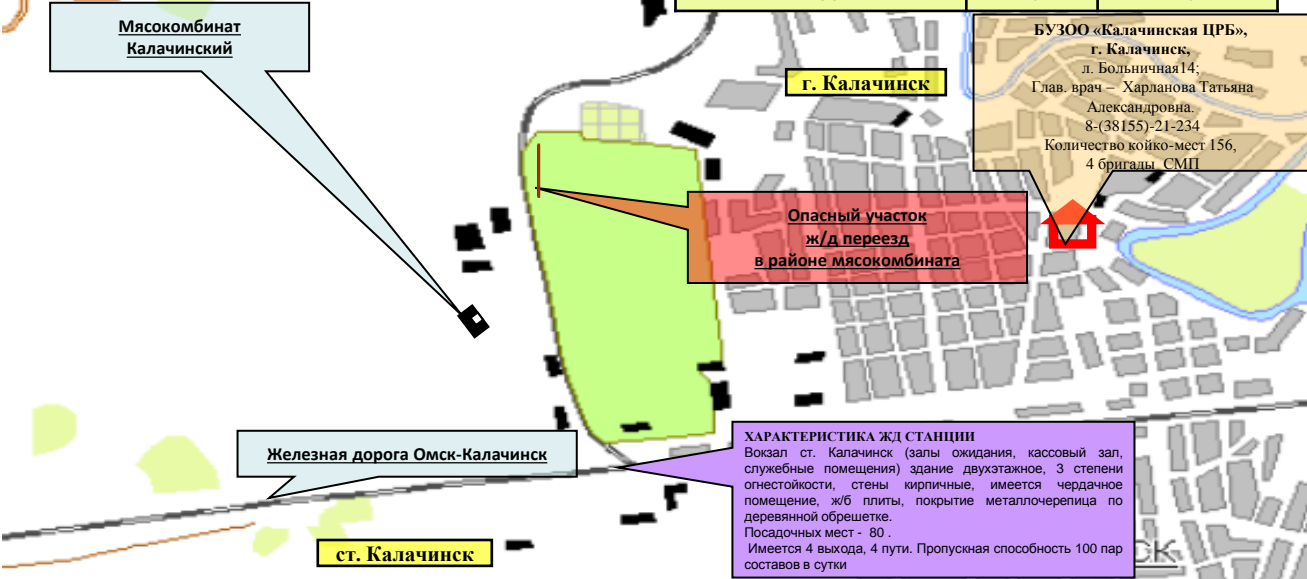 Мясокомбинат
Калачинский
г. Калачинск
БУЗОО «Калачинская ЦРБ»,
г. Калачинск,
л. Больничная14;
Глав. врач – Харланова Татьяна
Александровна.
8-(38155)-21-234
Количество койко-мест 156,
4 бригады СМП
Опасный участок
ж/д переезд
в районе мясокомбината
Железная дорога Омск-Калачинск
ХАРАКТЕРИСТИКА ЖД СТАНЦИИ
Вокзал ст. Калачинск (залы ожидания, кассовый зал,
служебные помещения) здание двухэтажное, 3 степени
огнестойкости, стены кирпичные, имеется чердачное
помещение, ж/б плиты, покрытие металлочерепица по
деревянной обрешетке.
Посадочных мест - 80 .
Имеется 4 выхода, 4 пути. Пропускная способность 100 пар
составов в сутки
ст. Калачинск
СК